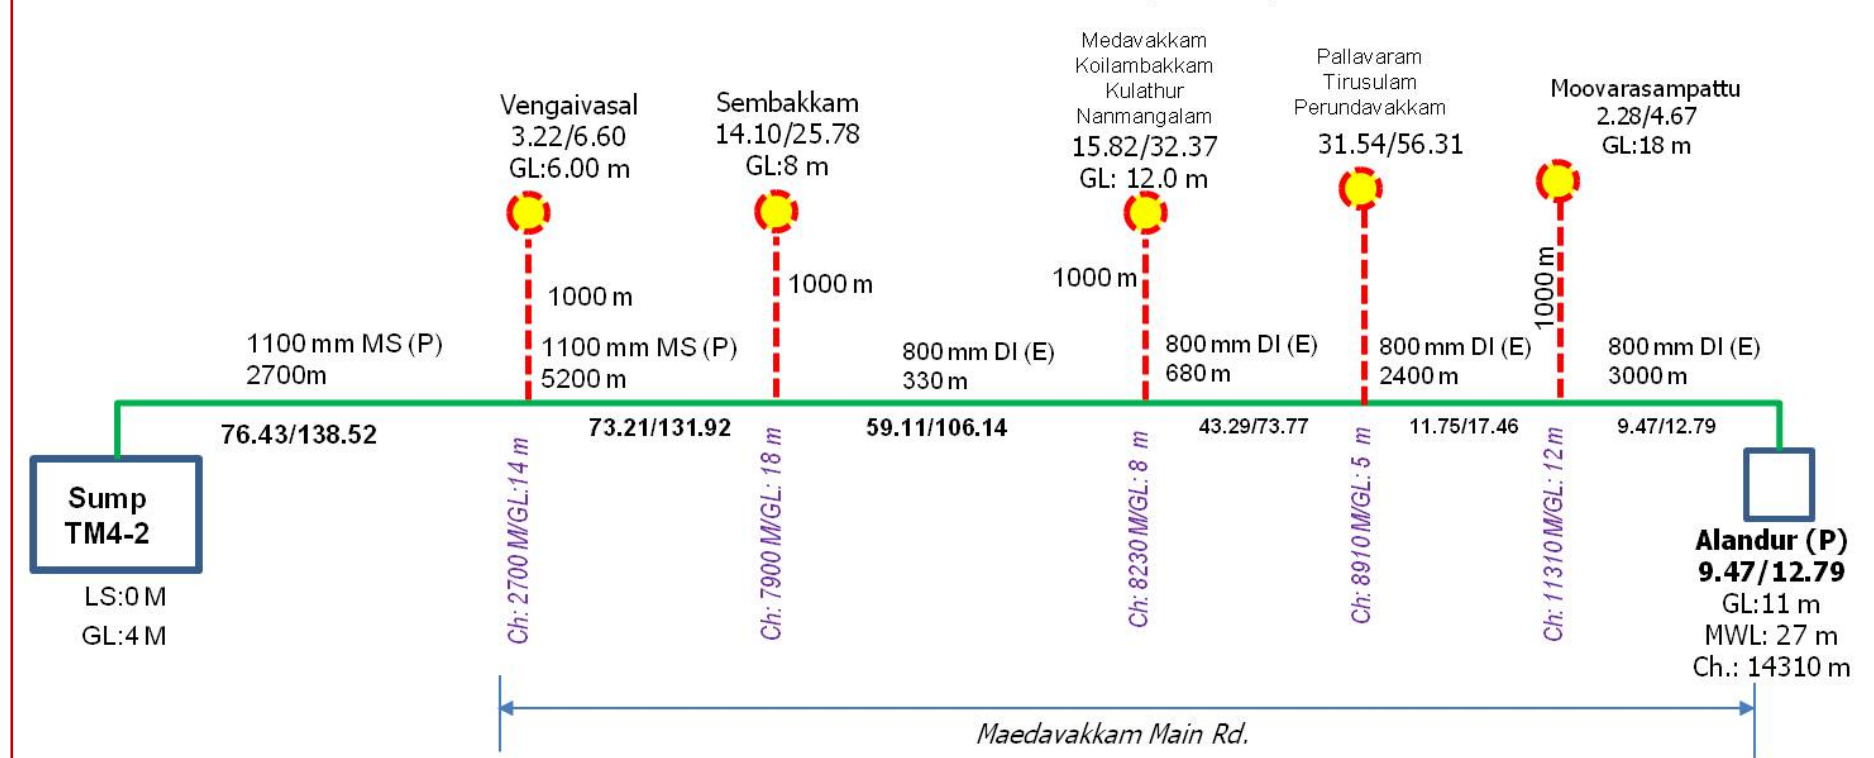 Medavakkam
Koilambakkam
Kulathur
Nanmangalam
15.82/32.37
GL: 12.0 m
Pallavaram
Tirusulam
Perundavakkam
31.54/56.31
Moovarasampattu
2.28/4.67
GL:18 m
Vengaivasal
3.22/6.60
GL:6.00 m
Sembakkam
14.10/25.78
GL:8 m
1000 m
1000 m
1000 m
1000 m
1100 mm MS (P)
2700m
1100 mm MS (P)
5200 m
800 mm DI (E)
330 m
800 mm DI (E)
680 m
800 mm DI (E)
2400 m
800 mm DI (E)
3000 m
76.43/138.52
73.21/131.92
59.11/106.14
43.29/73.77
11.75/17.46
9.47/12.79
Ch: 2700 M/GL:14 m
Ch: 7900 M/GL: 18 m
Ch: 8230 M/GL: 8 m
Ch: 8910 M/GL: 5 m
Ch: 11310 M/GL: 12 m
Sump
TM4-2
LS:0 M
GL:4 M
Alandur (P)
9.47/12.79
GL:11 m
MWL: 27 m
Ch.: 14310 m
Maedavakkam Main Rd.